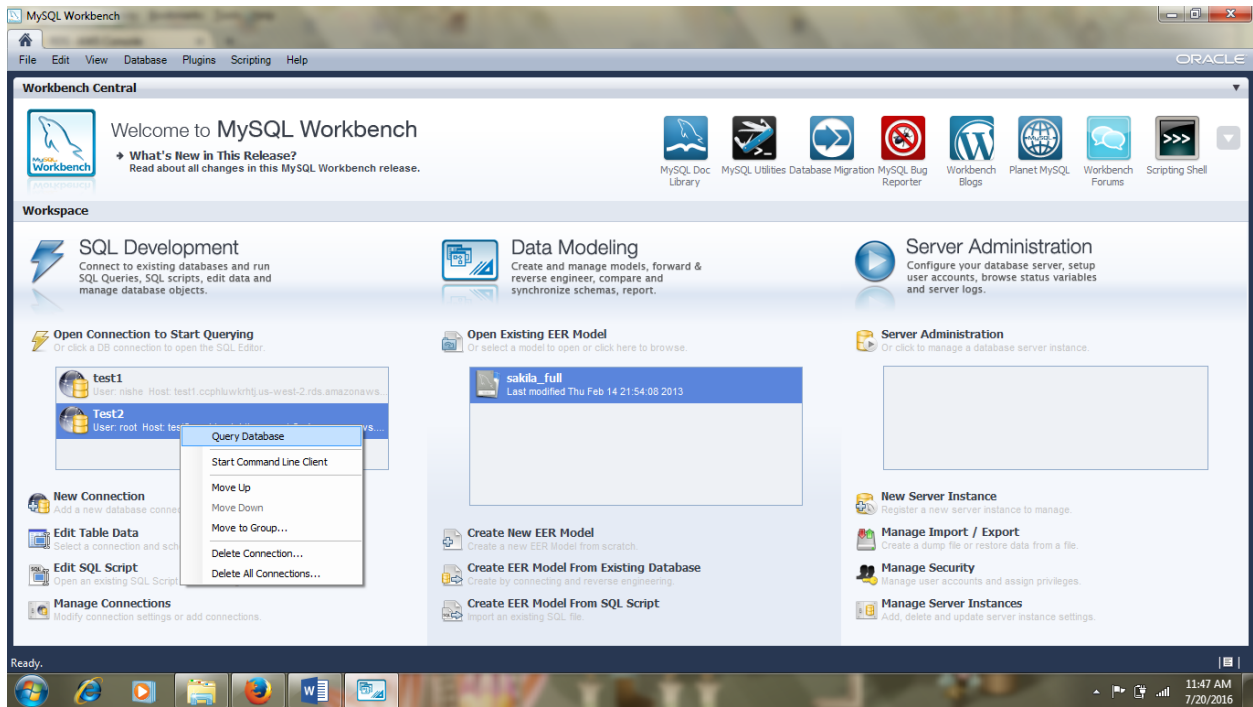 MySQL Workbench
File Edit View Database Plugins Scripting Help
ORACLE
Workbench Central
MySQL
Workbench
Welcome to MySQL Workbench
What's New in This Release?
Read about all changes in this MySQL Workbench release.
MySQL Doc
Library
MySQL Utilities
Database Migration
MySQL Bug
Reporter
Workbench
Blogs
Planet MySQL
Workbench
Forums
Scripting Shell
Workspace
SQL Development
Connect to existing databases and run
SQL Queries, SQL scripts, edit data and
manage database objects.
Open Connection to Start Querying
Or click a DB connection to open the SQL Editor.
test1
User: nishe Host:
Test2
User: root Host:
Query Database
Start Command Line Client
Move Up
Move Down
Move to Group...
Delete Connection...
Delete All Connections...
New Connection
Add a new database
Edit Table Data
Select a connection and
Edit SQL Script
Open an existing SQL Script
Manage Connections
Modify connection settings or add connections.
Data Modeling
Create and manage models, forward &
reverse engineer, compare and
synchronize schemas, report.
Open Existing EER Model
Or select a model to open or click here to browse.
sakila_full
Last modified Thu Feb 14 21:54:08 2013
Create New EER Model
Create a new EER Model from scratch.
Create EER Model From Existing Database
Create by connecting and reverse engineering.
Create EER Model From SQL Script
Import an existing SQL file.
Server Administration
Configure your database server, setup
user accounts, browse status variables
and server logs.
Server Administration
Or click to manage a database server instance.
New Server Instance
Register a new server instance to manage.
Manage Import / Export
Create a dump file or restore data from a file.
Manage Security
Manage user accounts and assign privileges.
Manage Server Instances
Add, delete and update server instance settings.
Ready.
11:47 AM
7/20/2016